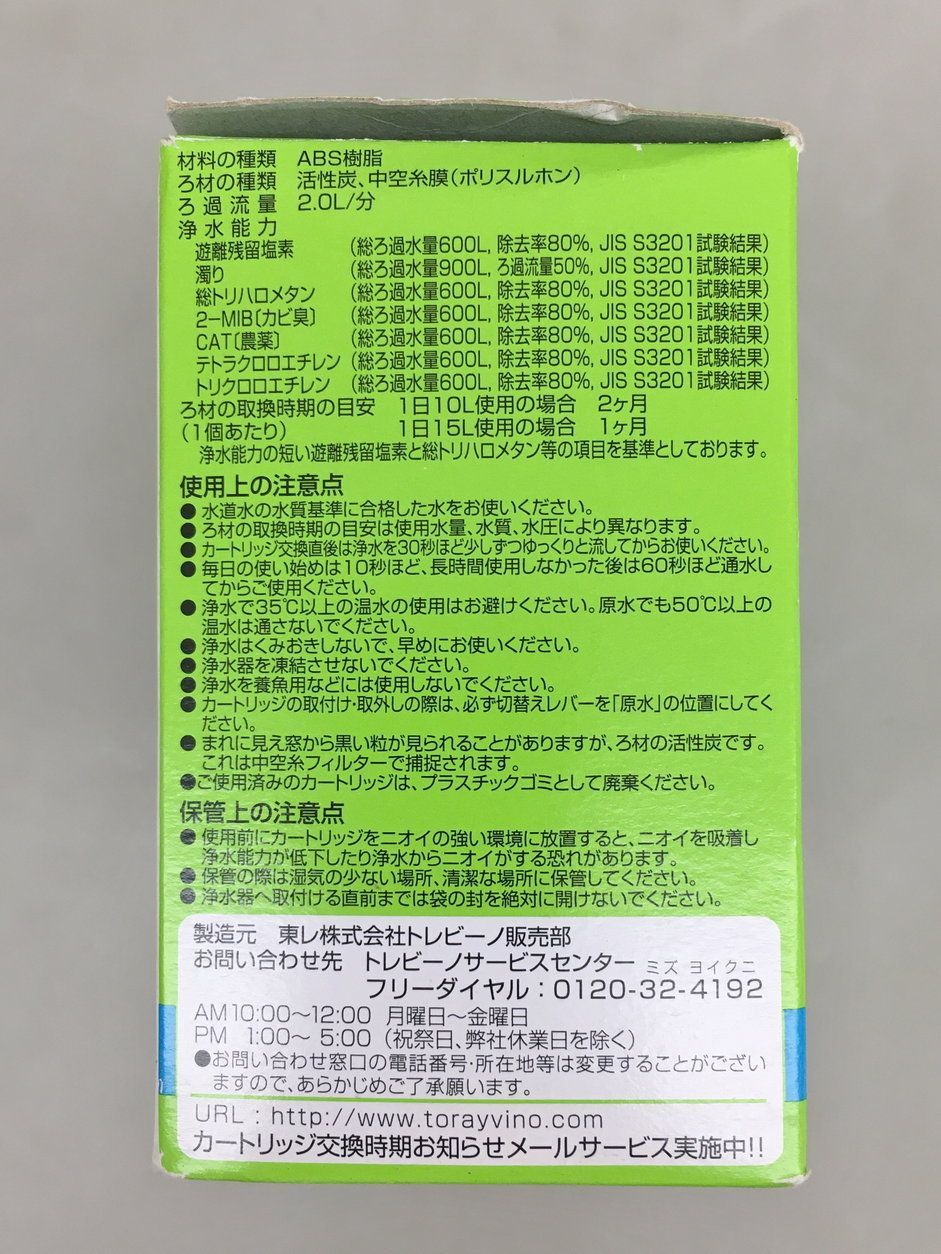 材料の種類 ABS樹脂
ろ材の種類 活性炭、中空糸膜(ポリスルホン)
ろ過流量 2.0L/分
浄水能力
遊離残留塩素 (総ろ過水量600L, 除去率80%, JIS S3201試験結果)
濁り (総ろ過水量900L, ろ過流量50%, JIS S3201試験結果)
総トリハロメタン (総ろ過水量600L, 除去率80%, JIS S3201試験結果)
2-MIB〔カビ臭〕 (総ろ過水量600L, 除去率80%, JIS S3201試験結果)
CAT〔農薬〕 (総ろ過水量600L, 除去率80%, JIS S3201試験結果)
テトラクロロエチレン (総ろ過水量600L, 除去率80%, JIS S3201試験結果)
トリクロロエチレン (総ろ過水量600L, 除去率80%, JIS S3201試験結果)
ろ材の取換時期の目安 1日10L使用の場合 2ヶ月
(1個あたり) 1日15L使用の場合 1ヶ月
浄水能力の短い遊離残留塩素と総トリハロメタン等の項目を基準としております。
使用上の注意点
●水道水の水質基準に合格した水をお使いください。
●ろ材の取換時期の目安は使用水量、水質、水圧により異なります。
●カートリッジ交換直後は浄水を30秒ほど少しずつゆっくりと流してからお使いください。
●毎日の使い始めは10秒ほど、長時間使用しなかった後は60秒ほど通水し
てからご使用ください。
●浄水で35℃以上の温水の使用はお避けください。原水でも50℃以上の
温水は通さないでください。
●浄水はくみおきしないで、早めにお使いください。
●浄水器を凍結させないでください。
●浄水を養魚用などには使用しないでください。
●カートリッジの取付け・取外しの際は、必ず切替えレバーを「原水」の位置にしてく
ださい。
●まれに見え窓から黒い粒が見られることがありますが、ろ材の活性炭です。
これは中空糸フィルターで捕捉されます。
●ご使用済みのカートリッジは、プラスチックゴミとして廃棄ください。
保管上の注意点
●使用前にカートリッジをニオイの強い環境に放置すると、ニオイを吸着し
浄水能力が低下したり浄水からニオイがする恐れがあります。
●保管の際は湿気の少ない場所、清潔な場所に保管してください。
●浄水器へ取付ける直前までは袋の封を絶対に開けないでください。
製造元 東レ株式会社トレビーノ販売部
お問い合わせ先 トレビーノサービスセンター
ミズ ヨイクニ
フリーダイヤル:0120-32-4192
AM10:00〜12:00 月曜日〜金曜日
PM 1:00〜 5:00 (祝祭日、弊社休業日を除く)
●お問い合わせ窓口の電話番号・所在地等は変更することがござい
ますので、あらかじめご了承願います。
URL : http://www.torayvino.com
カートリッジ交換時期お知らせメールサービス実施中!!